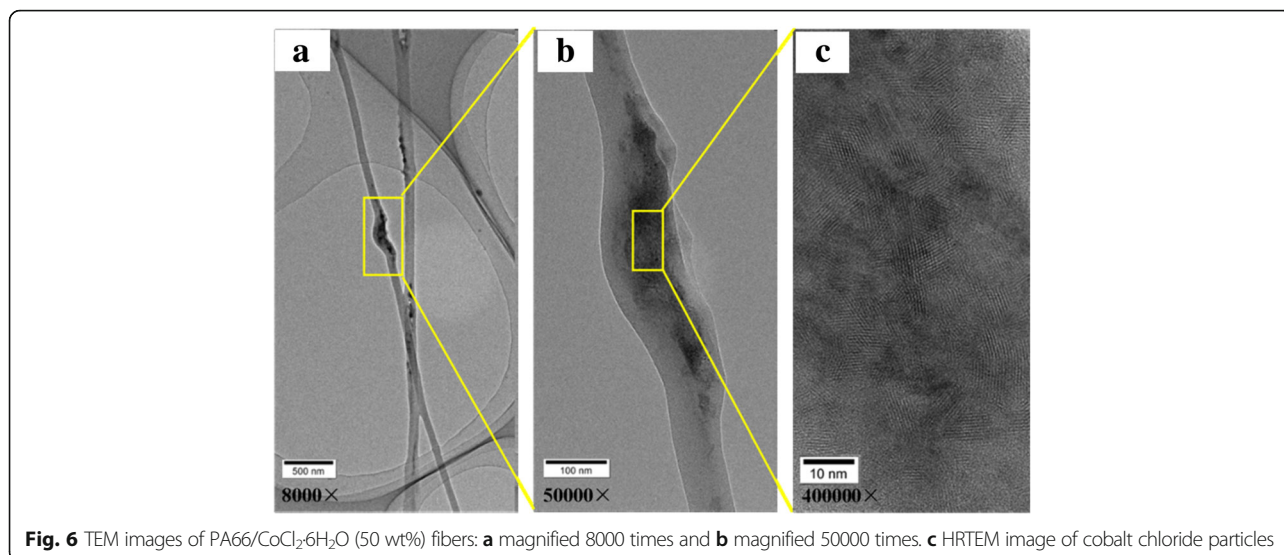 a
b
c
500 nm
8000×
100 nm
50000×
10 nm
400000×
Fig. 6 TEM images of PA66/CoCl₂·6H₂O (50 wt%) fibers: a magnified 8000 times and b magnified 50000 times. c HRTEM image of cobalt chloride particles